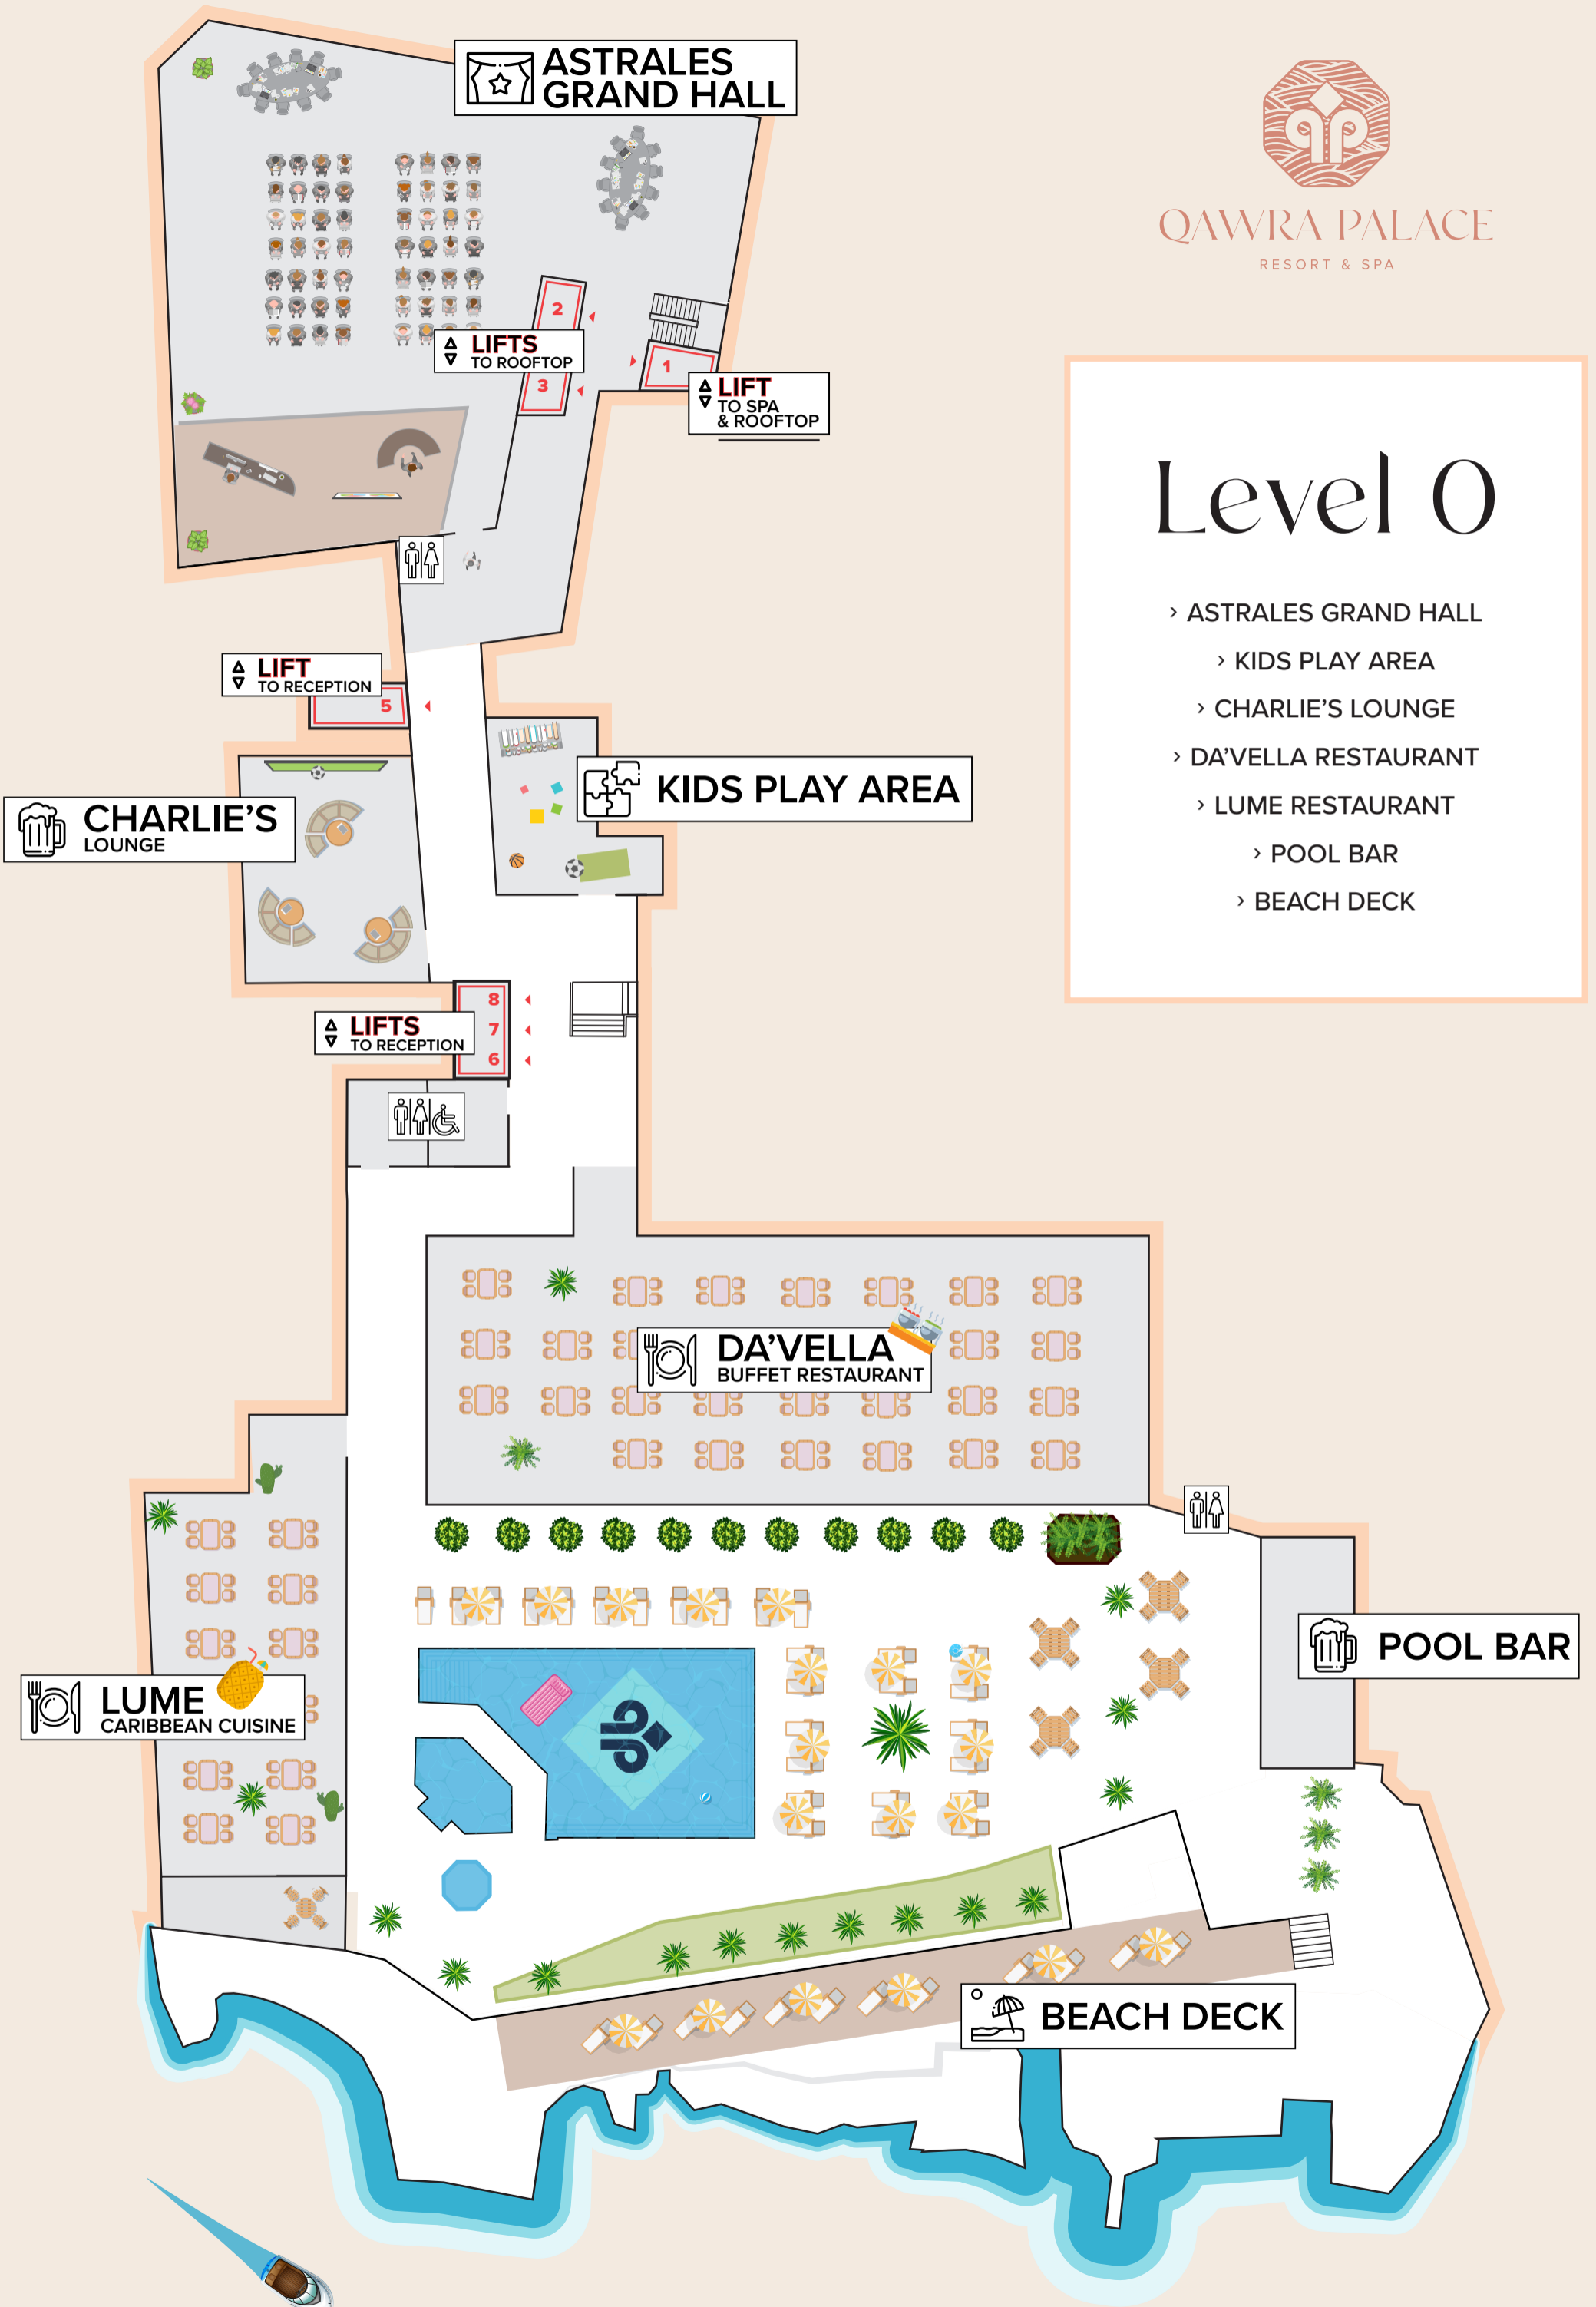 ASTRALES
GRAND HALL
QAWRA PALACE
RESORT & SPA
2
LIFTS
TO ROOFTOP
3
1
LIFT
TO SPA
& ROOFTOP
Level 0
› ASTRALES GRAND HALL
› KIDS PLAY AREA
› CHARLIE'S LOUNGE
› DA'VELLA RESTAURANT
› LUME RESTAURANT
› POOL BAR
› BEACH DECK
LIFT
TO RECEPTION
5
KIDS PLAY AREA
CHARLIE'S
LOUNGE
8
7
6
LIFTS
TO RECEPTION
DA'VELLA
BUFFET RESTAURANT
POOL BAR
LUME
CARIBBEAN CUISINE
BEACH DECK